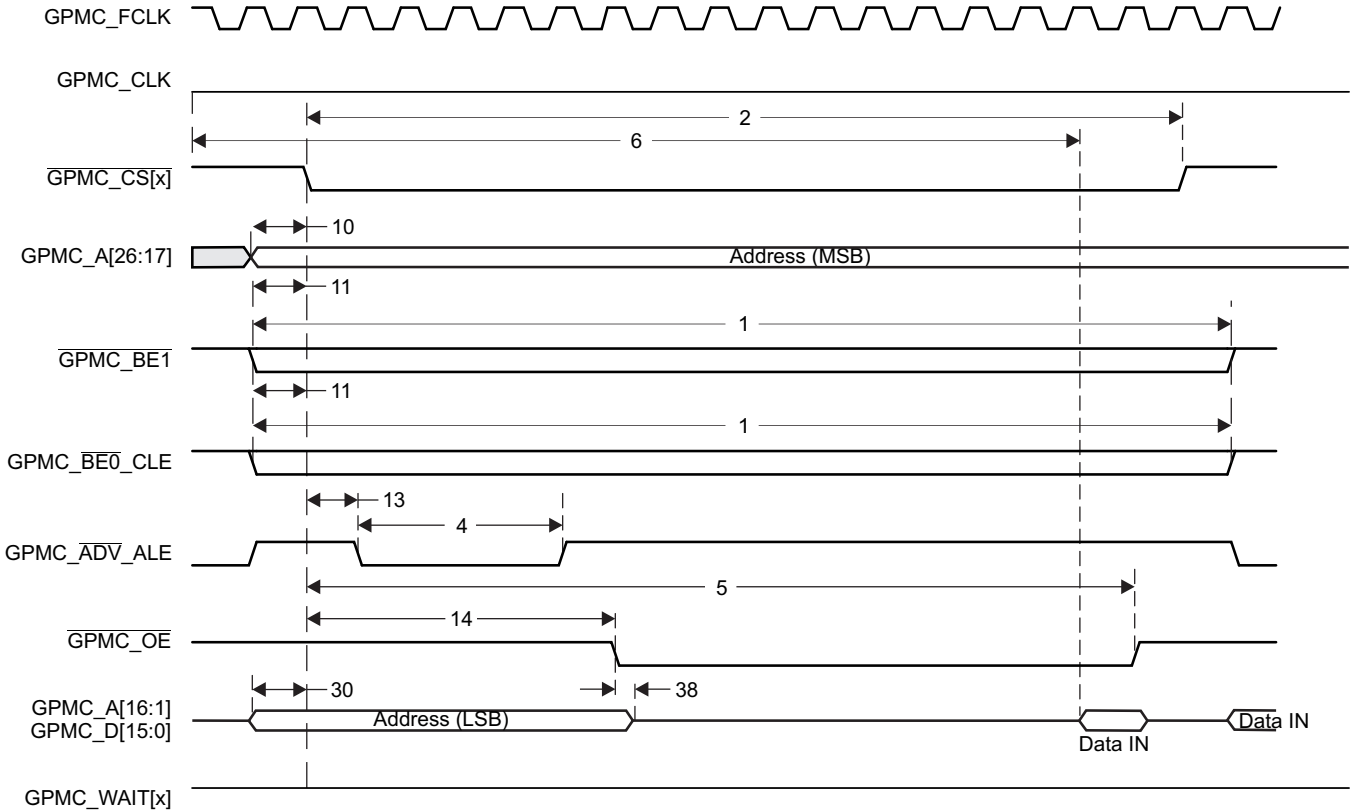 GPMC_FCLK
GPMC_CLK
2
6
GPMC_CS[x]
10
GPMC_A[26:17]
Address (MSB)
11
1
GPMC_BE1
11
1
GPMC_BE0_CLE
13
4
GPMC_ADV_ALE
5
14
GPMC_OE
30
38
GPMC_A[16:1]
GPMC_D[15:0]
Address (LSB)
Data IN
Data IN
GPMC_WAIT[x]